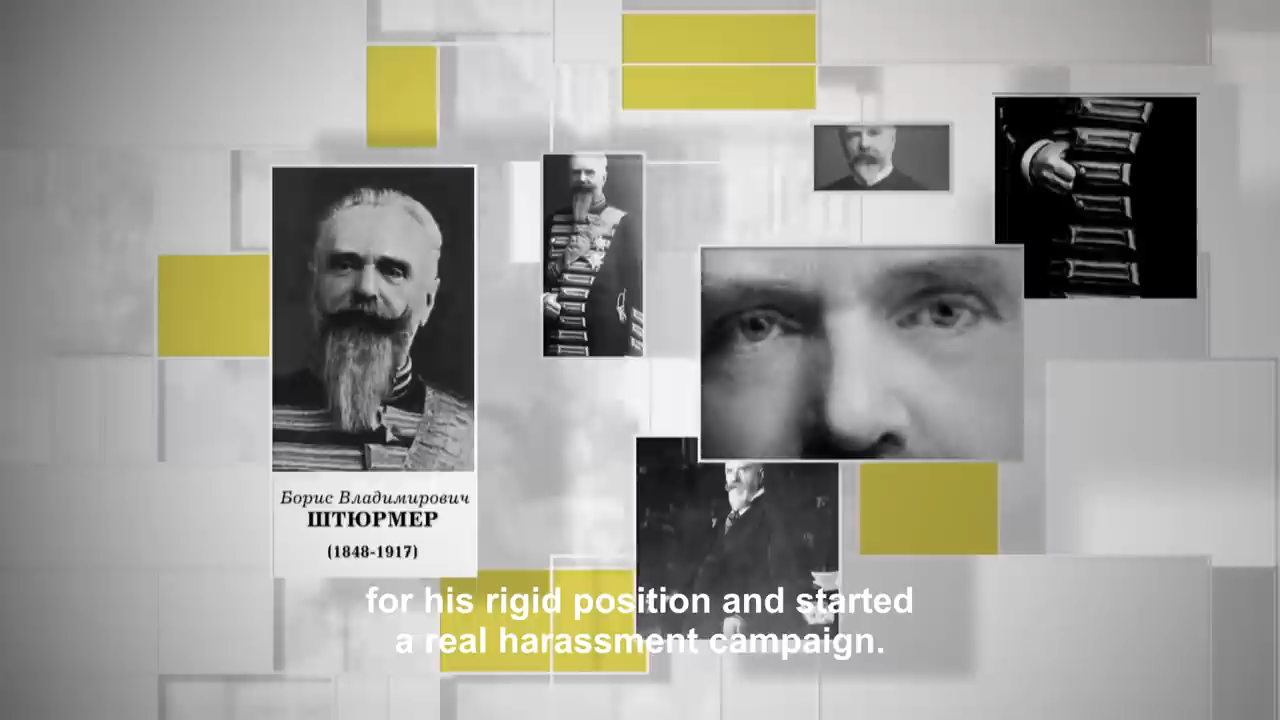 Борис Владимирович
ШТЮРМЕР
(1848-1917)
for his rigid position and started
a real harassment campaign.